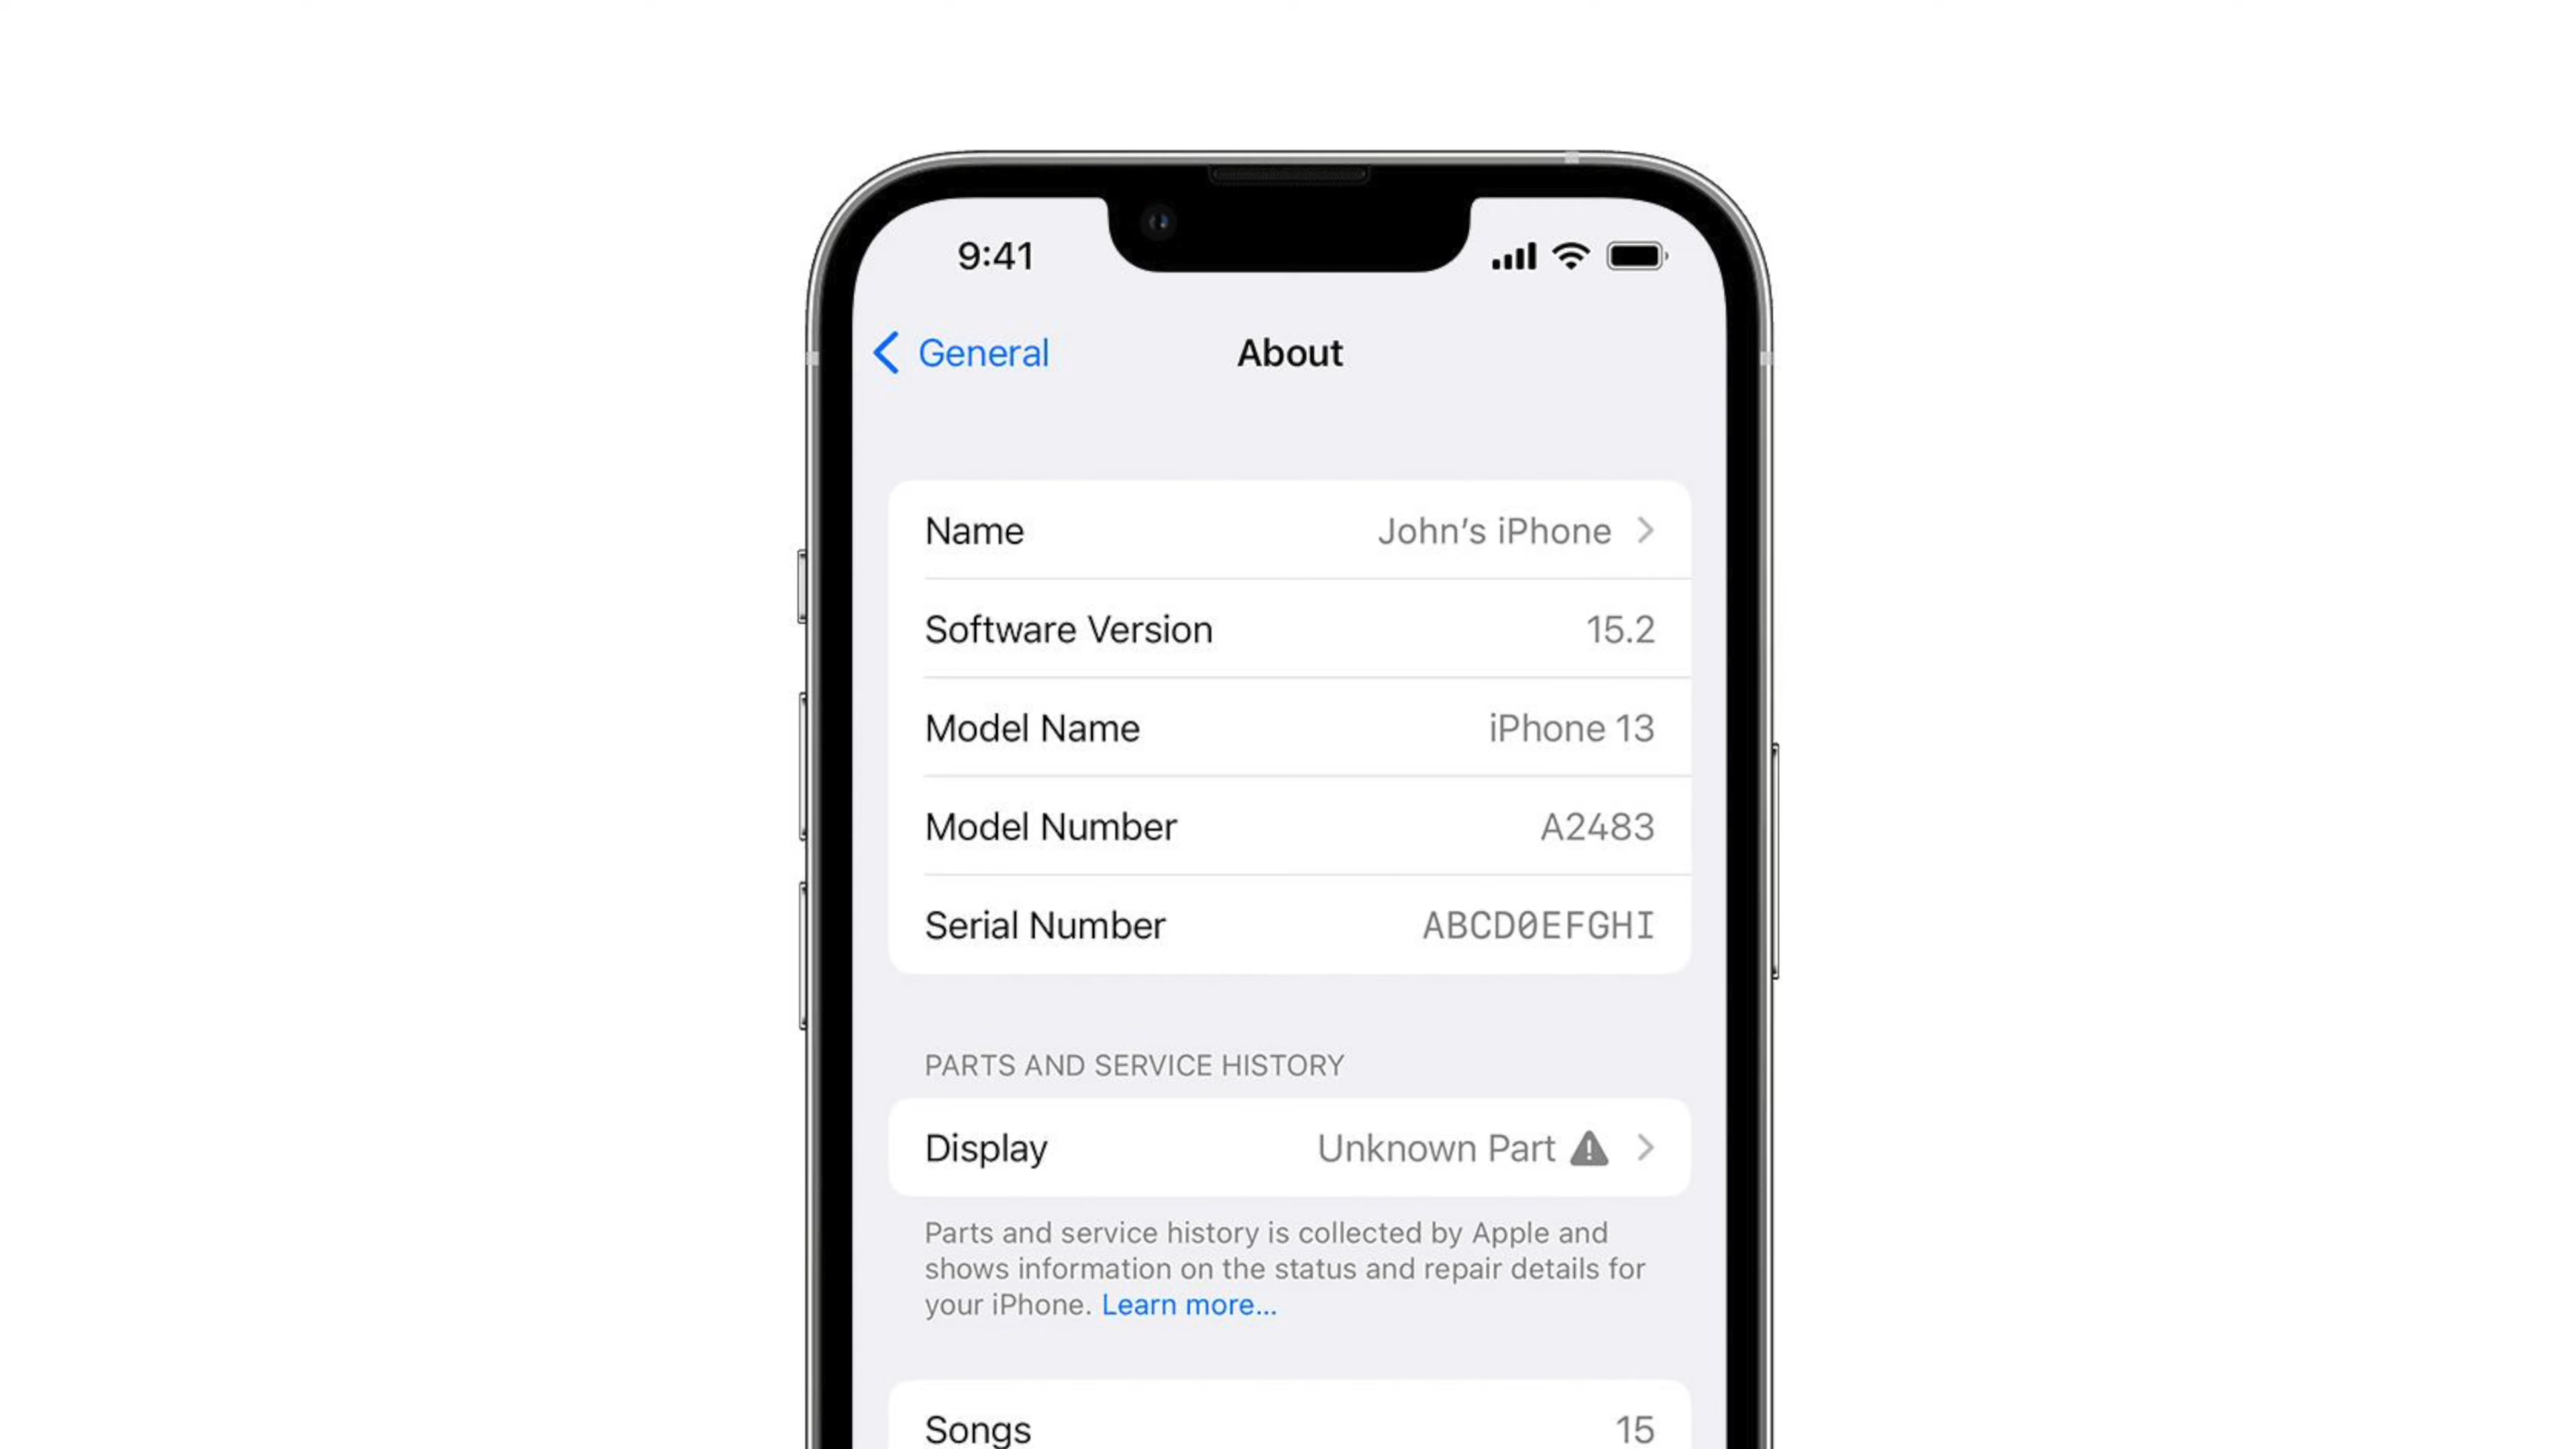 9:41
General
About
Name
John’s iPhone
Software Version
15.2
Model Name
iPhone 13
Model Number
A2483
Serial Number
ABCD0EFGHI
PARTS AND SERVICE HISTORY
Display
Unknown Part
Parts and service history is collected by Apple and
shows information on the status and repair details for
your iPhone. Learn more...
Songs
15